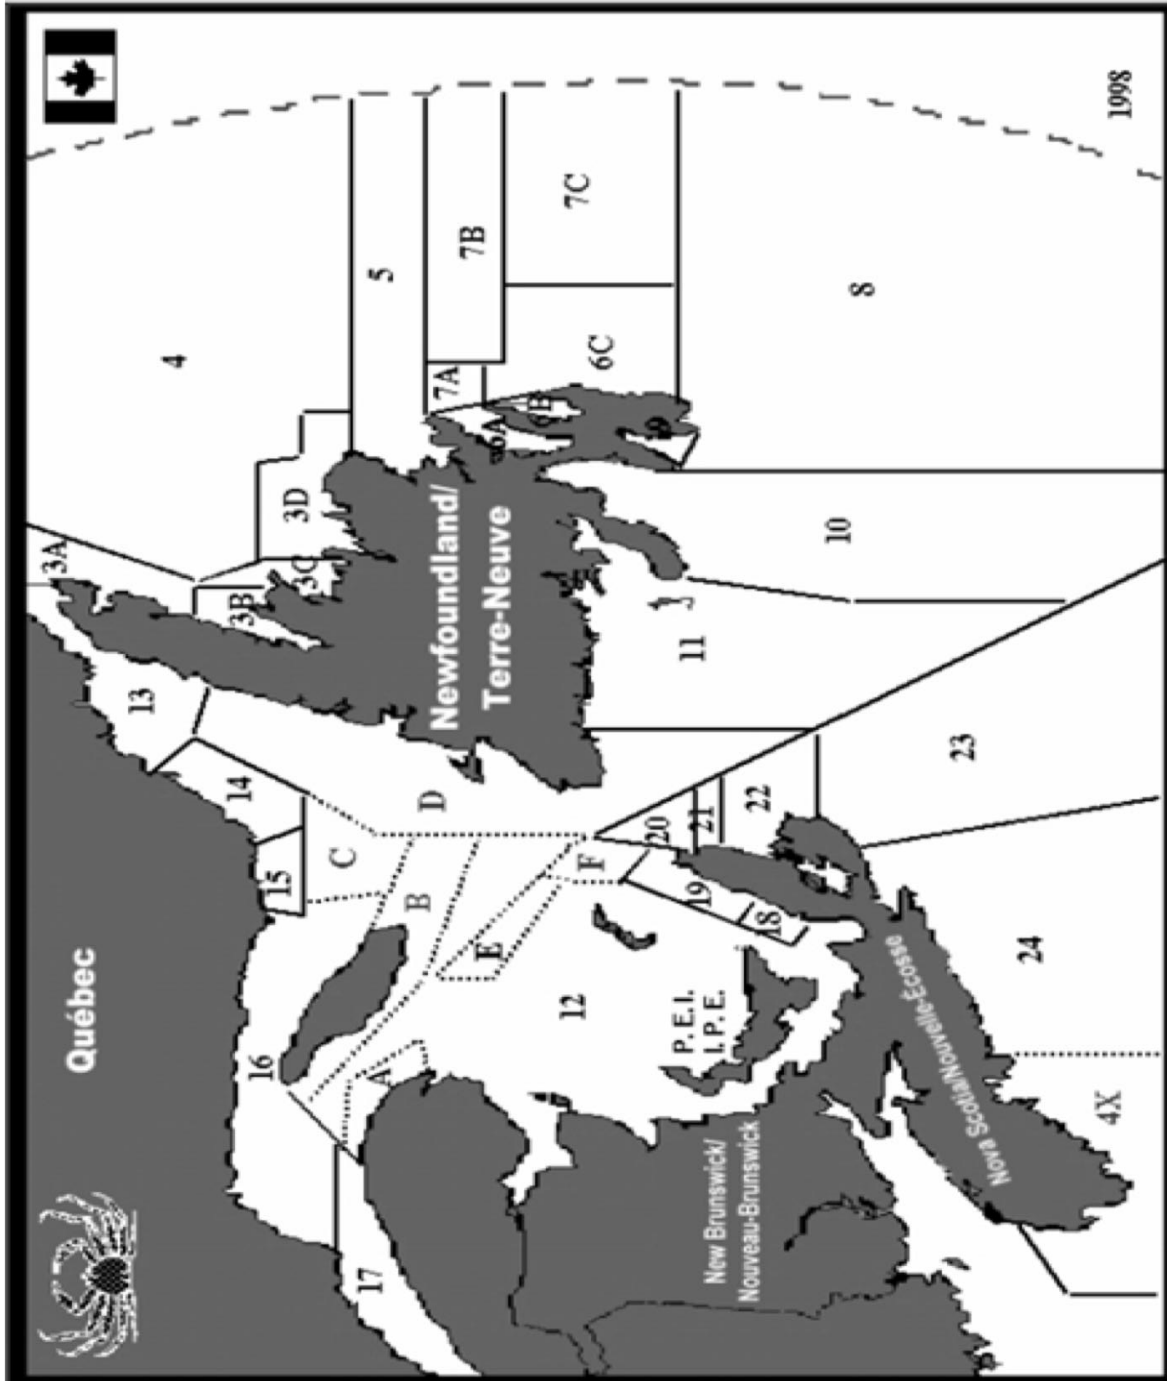 3A
Québec
13
4
14
3B
16
15
3D
3C
C
17
A
5
B
D
Newfoundland/
Terre-Neuve
7A
7B
E
6A
6B
12
F
7C
6C
20
9
P.E.I.
I.P.E.
19
11
21
New Brunswick/
Nouveau-Brunswick
22
18
10
8
Nova Scotia/Nouvelle-Écosse
23
24
4X
1998